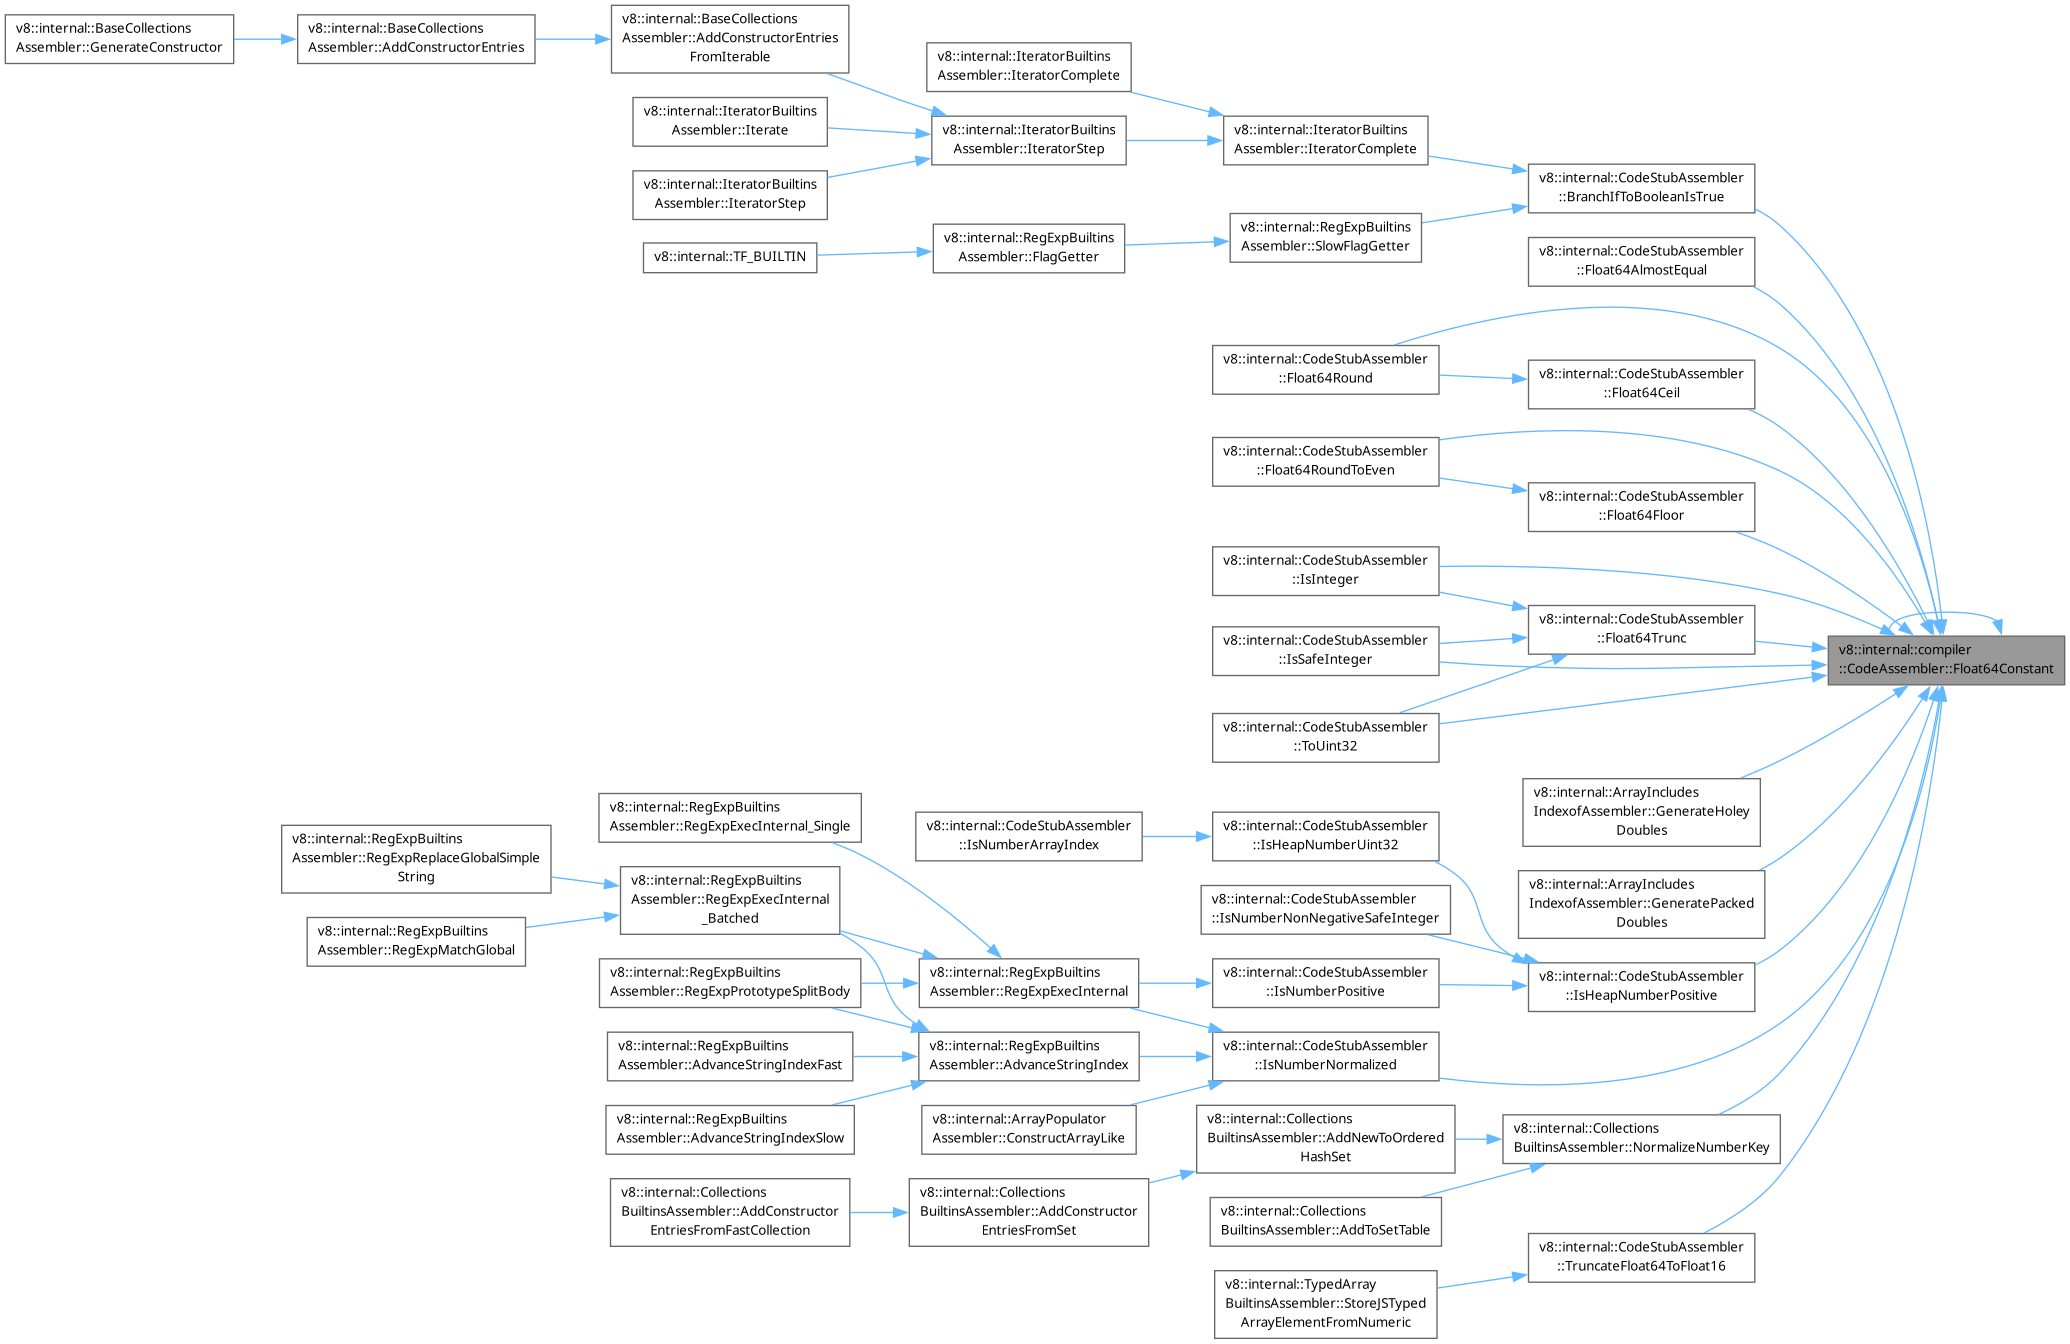 v8::internal::BaseCollections
Assembler::GenerateConstructor
v8::internal::BaseCollections
Assembler::AddConstructorEntries
v8::internal::BaseCollections
Assembler::AddConstructorEntries
FromIterable
v8::internal::IteratorBuiltins
Assembler::IteratorComplete
v8::internal::IteratorBuiltins
Assembler::Iterate
v8::internal::IteratorBuiltins
Assembler::IteratorStep
v8::internal::IteratorBuiltins
Assembler::IteratorComplete
v8::internal::IteratorBuiltins
Assembler::IteratorStep
v8::internal::CodeStubAssembler
::BranchIfToBooleanIsTrue
v8::internal::TF_BUILTIN
v8::internal::RegExpBuiltins
Assembler::FlagGetter
v8::internal::RegExpBuiltins
Assembler::SlowFlagGetter
v8::internal::CodeStubAssembler
::Float64AlmostEqual
v8::internal::CodeStubAssembler
::Float64Round
v8::internal::CodeStubAssembler
::Float64Ceil
v8::internal::CodeStubAssembler
::Float64RoundToEven
v8::internal::CodeStubAssembler
::Float64Floor
v8::internal::CodeStubAssembler
::IsInteger
v8::internal::CodeStubAssembler
::Float64Trunc
v8::internal::CodeStubAssembler
::IsSafeInteger
v8::internal::compiler
::CodeAssembler::Float64Constant
v8::internal::CodeStubAssembler
::ToUint32
v8::internal::ArrayIncludes
IndexofAssembler::GenerateHoley
Doubles
v8::internal::RegExpBuiltins
Assembler::RegExpExecInternal_Single
v8::internal::CodeStubAssembler
::IsNumberArrayIndex
v8::internal::CodeStubAssembler
::IsHeapNumberUint32
v8::internal::RegExpBuiltins
Assembler::RegExpReplaceGlobalSimple
String
v8::internal::RegExpBuiltins
Assembler::RegExpExecInternal
_Batched
v8::internal::CodeStubAssembler
::IsNumberNonNegativeSafeInteger
v8::internal::ArrayIncludes
IndexofAssembler::GeneratePacked
Doubles
v8::internal::RegExpBuiltins
Assembler::RegExpMatchGlobal
v8::internal::RegExpBuiltins
Assembler::RegExpPrototypeSplitBody
v8::internal::RegExpBuiltins
Assembler::RegExpExecInternal
v8::internal::CodeStubAssembler
::IsNumberPositive
v8::internal::CodeStubAssembler
::IsHeapNumberPositive
v8::internal::RegExpBuiltins
Assembler::AdvanceStringIndexFast
v8::internal::RegExpBuiltins
Assembler::AdvanceStringIndex
v8::internal::CodeStubAssembler
::IsNumberNormalized
v8::internal::RegExpBuiltins
Assembler::AdvanceStringIndexSlow
v8::internal::ArrayPopulator
Assembler::ConstructArrayLike
v8::internal::Collections
BuiltinsAssembler::AddNewToOrdered
HashSet
v8::internal::Collections
BuiltinsAssembler::NormalizeNumberKey
v8::internal::Collections
BuiltinsAssembler::AddConstructor
EntriesFromFastCollection
v8::internal::Collections
BuiltinsAssembler::AddConstructor
EntriesFromSet
v8::internal::Collections
BuiltinsAssembler::AddToSetTable
v8::internal::CodeStubAssembler
::TruncateFloat64ToFloat16
v8::internal::TypedArray
BuiltinsAssembler::StoreJSTyped
ArrayElementFromNumeric